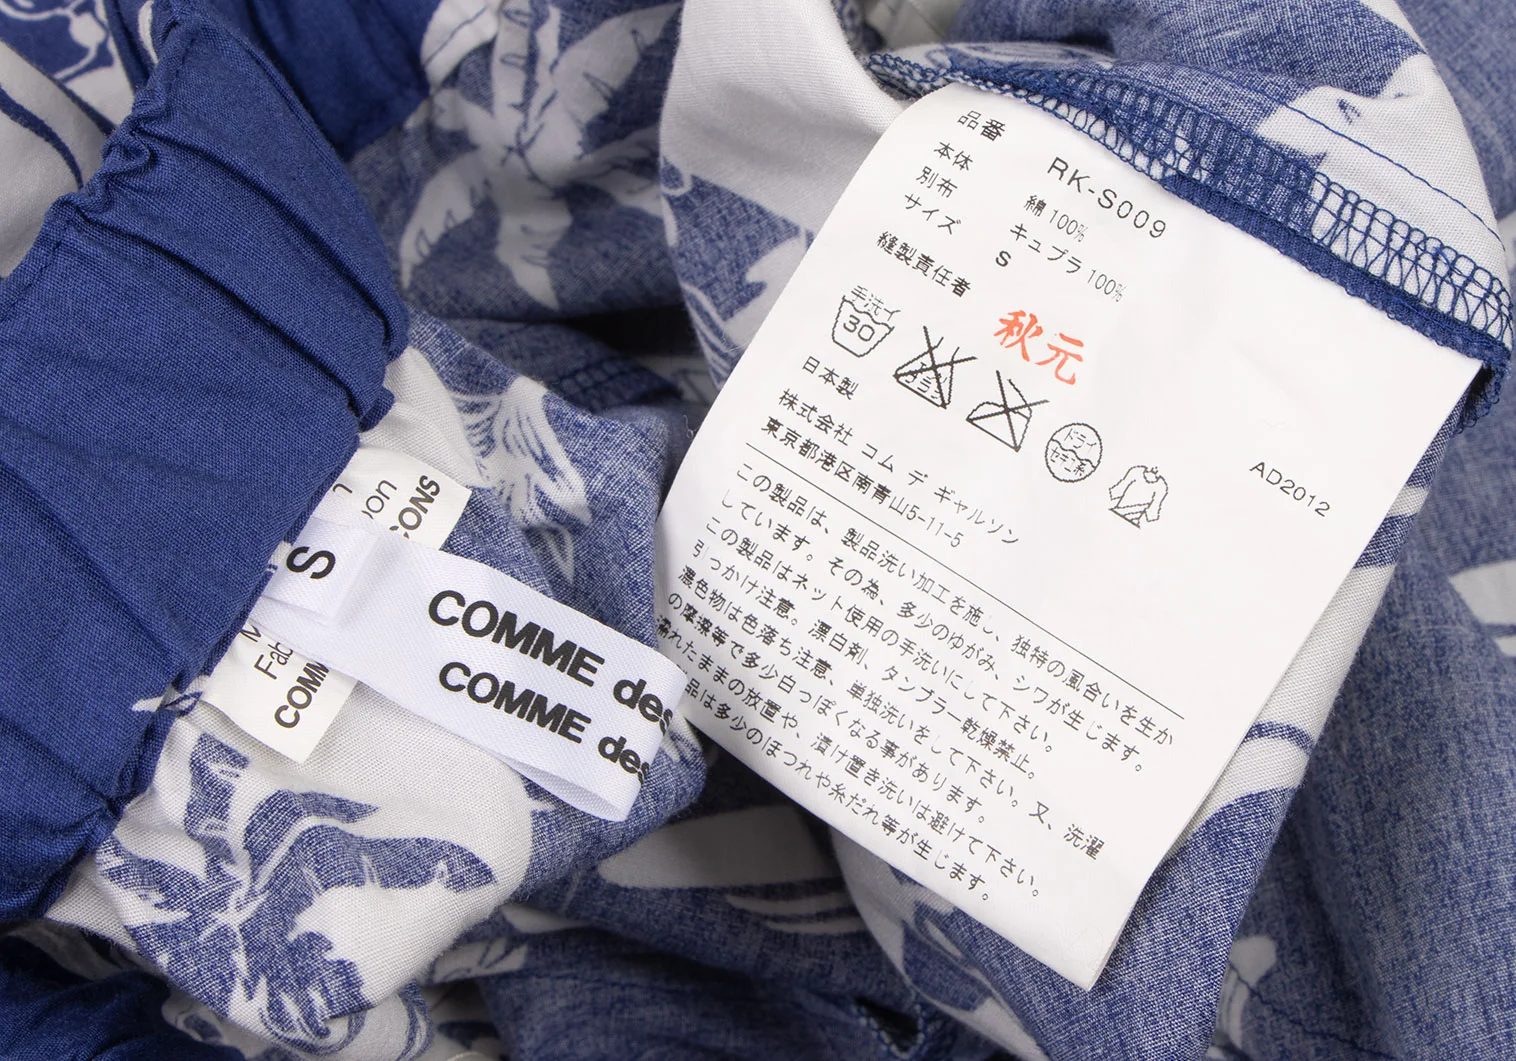 品番 RK-S009
本体 綿 100%
別布 キュプラ 100%
サイズ S
縫製責任者 秋元
手洗イ
30
ドライ
セキユ系
日本製
株式会社 コム デ ギャルソン
東京都港区南青山5-11-5
AD2012
この製品は、製品洗い加工を施し、独特の風合いを生か
しています。その為、多少のゆがみ、シワが生じます。
この製品はネット使用の手洗いにして下さい。
引っかけ注意。漂白剤、タンブラー乾燥禁止。
濃色物は色落ち注意、単独洗いをして下さい。又、洗濯
の摩擦等で多少白っぽくなる事があります。
濡れたままの放置や、漬け置き洗いは避けて下さい。
品は多少のほつれや糸だれ等が生じます。
S
COMME des
COMME des
on
ONS
Fab
COMM